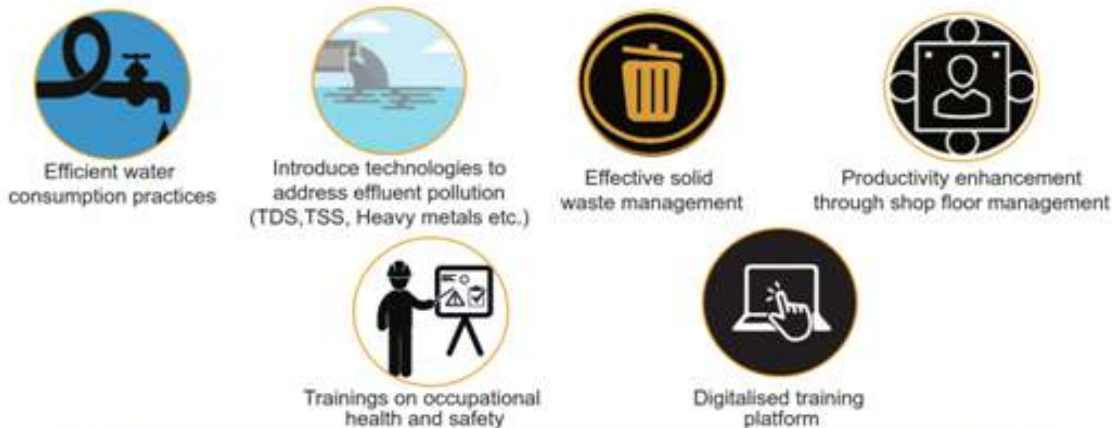 Efficient water
consumption practices
Introduce technologies to
address effluent pollution
(TDS,TSS, Heavy metals etc.)
Effective solid
waste management
Productivity enhancement
through shop floor management
Trainings on occupational
health and safety
Digitalised training
platform